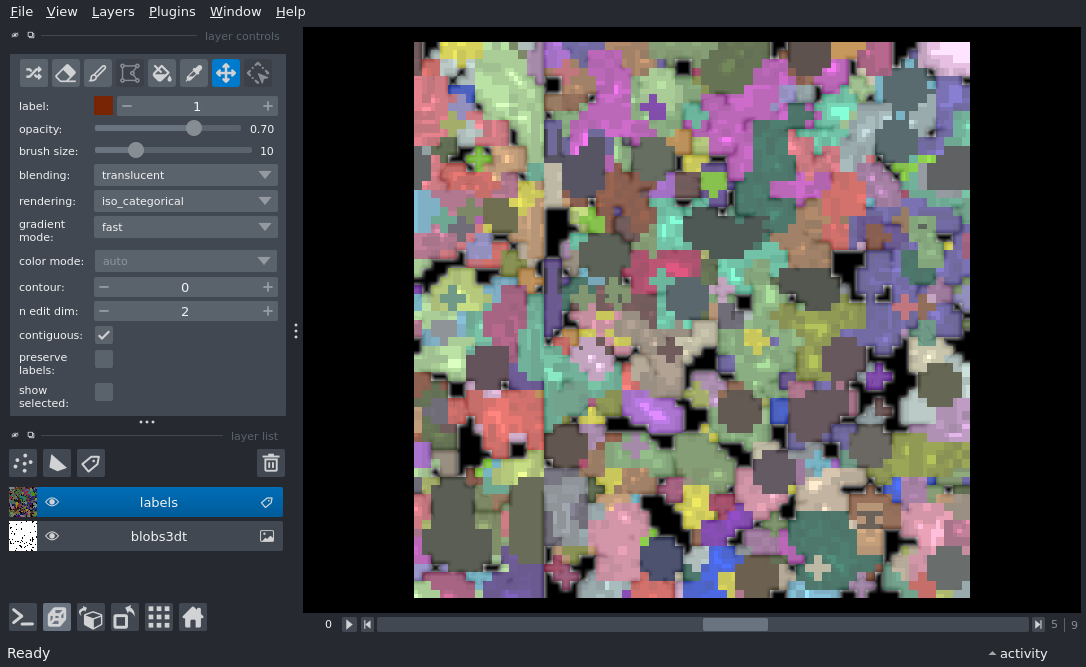 File View Layers Plugins Window Help
layer controls
label: 1
opacity: 0.70
brush size: 10
blending: translucent
rendering: iso_categorical
gradient
mode: fast
color mode: auto
contour: 0
n edit dim: 2
contiguous:
preserve
labels:
show
selected:
layer list
labels
blobs3dt
0 5 | 9
Ready activity